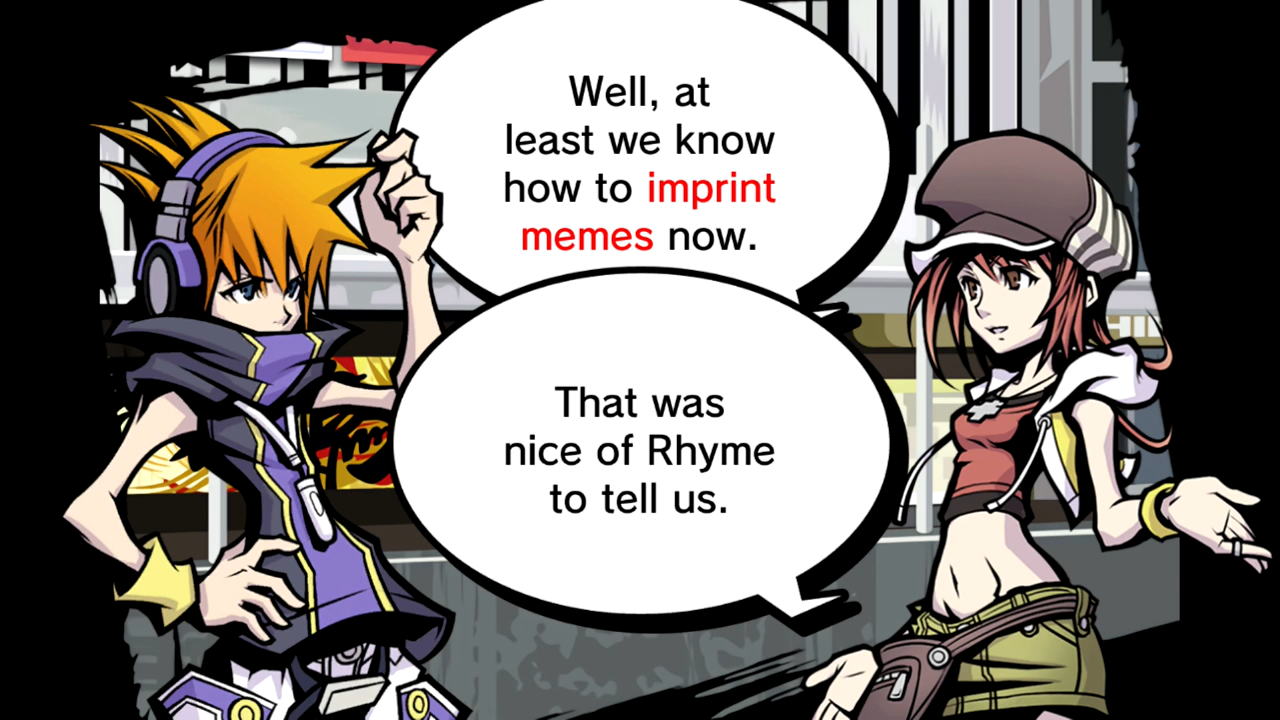 Well, at
least we know
how to imprint
memes now.
That was
nice of Rhyme
to tell us.